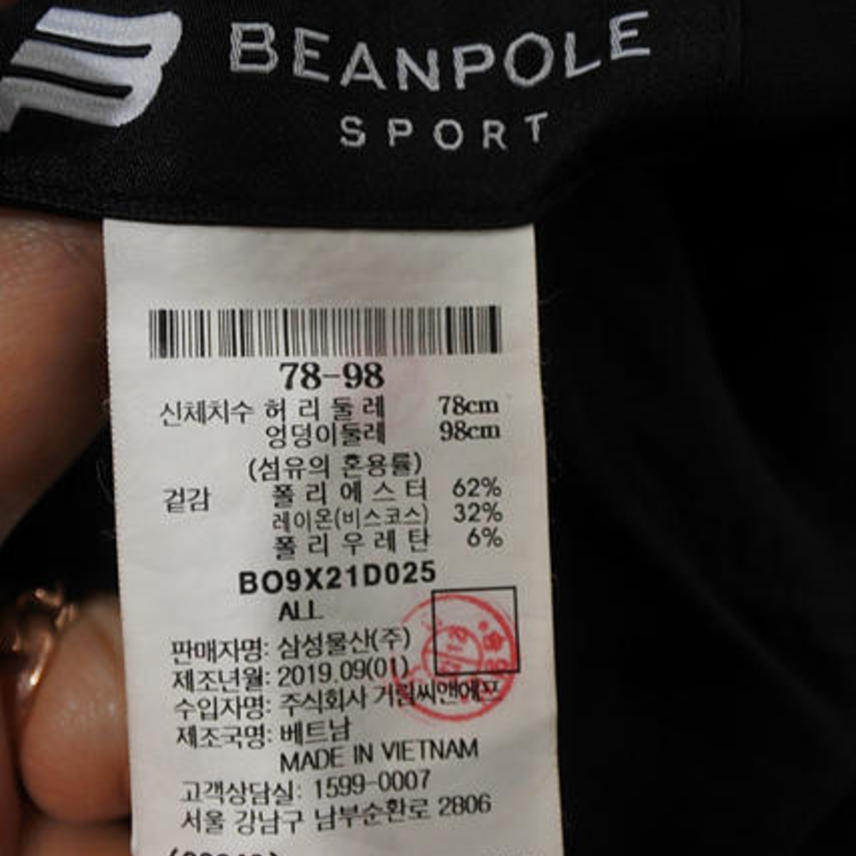 BEANPOLE
SPORT
78-98
신체치수 허리둘레 78cm
엉덩이둘레 98cm
(섬유의 혼용률)
겉감 폴리에스터 62%
레이온(비스코스) 32%
폴리우레탄 6%
BO9X21D025
ALL
판매자명: 삼성물산(주)
제조년월: 2019.09(01)
수입자명: 주식회사 거림씨앤에프
제조국명: 베트남
MADE IN VIETNAM
고객상담실: 1599-0007
서울 강남구 남부순환로 2806